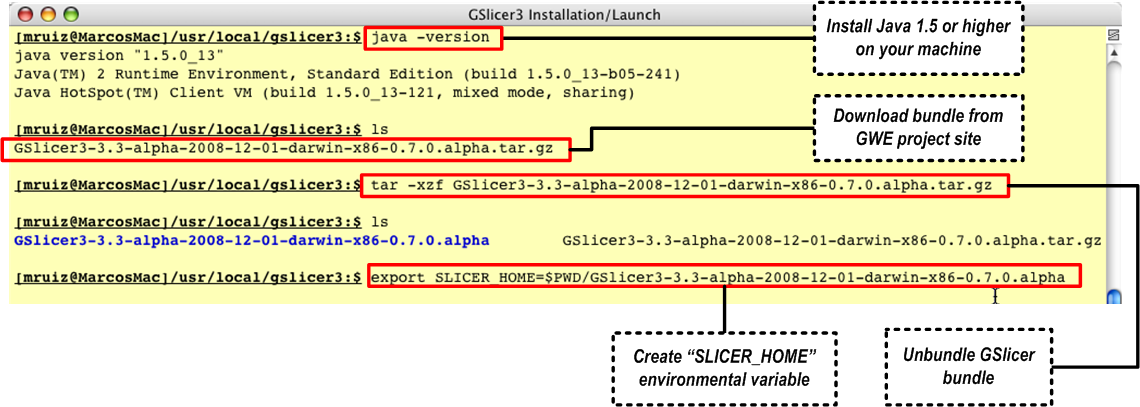 GSlicer3 Installation/Launch
[mruiz@MarcosMac]/usr/local/gslicer3:$ java -version
java version "1.5.0_13"
Java(TM) 2 Runtime Environment, Standard Edition (build 1.5.0_13-b05-241)
Java HotSpot(TM) Client VM (build 1.5.0_13-121, mixed mode, sharing)
Install Java 1.5 or higher
on your machine
[mruiz@MarcosMac]/usr/local/gslicer3:$ ls
GSlicer3-3.3-alpha-2008-12-01-darwin-x86-0.7.0.alpha.tar.gz
Download bundle from
GWE project site
[mruiz@MarcosMac]/usr/local/gslicer3:$ tar -xzf GSlicer3-3.3-alpha-2008-12-01-darwin-x86-0.7.0.alpha.tar.gz
[mruiz@MarcosMac]/usr/local/gslicer3:$ ls
GSlicer3-3.3-alpha-2008-12-01-darwin-x86-0.7.0.alpha GSlicer3-3.3-alpha-2008-12-01-darwin-x86-0.7.0.alpha.tar.gz
[mruiz@MarcosMac]/usr/local/gslicer3:$ export SLICER_HOME=$PWD/GSlicer3-3.3-alpha-2008-12-01-darwin-x86-0.7.0.alpha
Create “SLICER_HOME”
environmental variable
Unbundle GSlicer
bundle